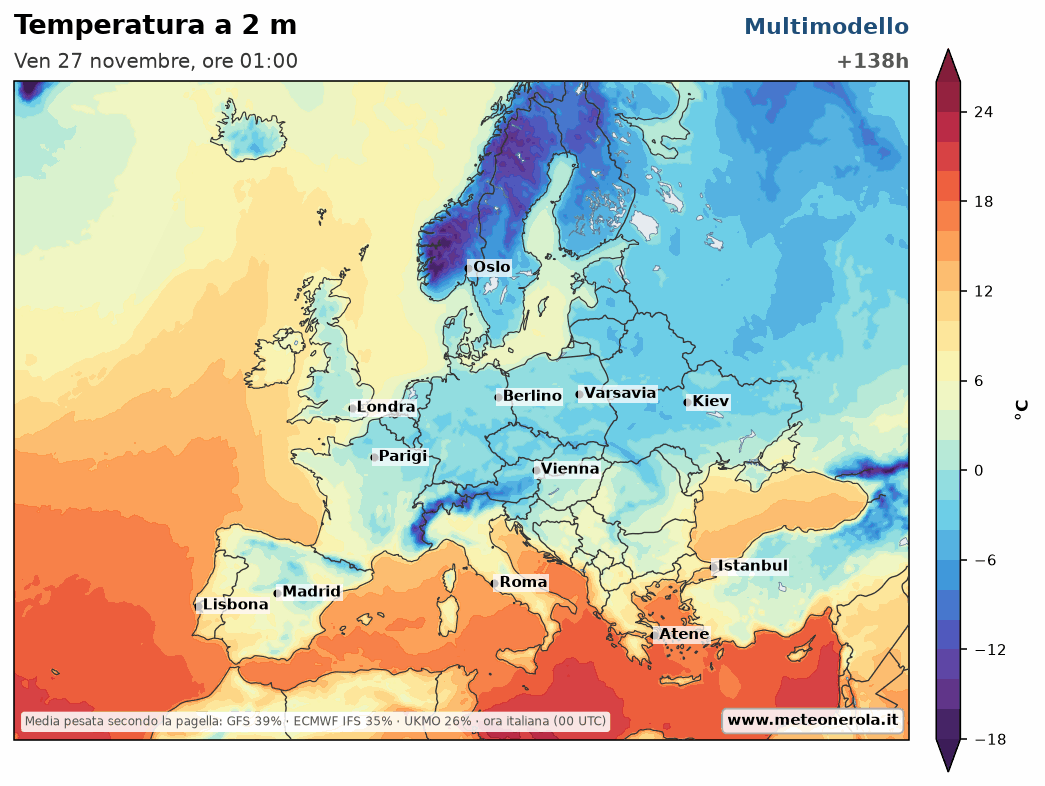 Temperatura a 2 m
Multimodello
Ven 27 novembre, ore 01:00
+138h
24
18
12
6
0
−6
−12
−18
°C
Oslo
Berlino
Varsavia
Kiev
Londra
Parigi
Vienna
Istanbul
Roma
Madrid
Lisbona
Atene
Media pesata secondo la pagella: GFS 39% · ECMWF IFS 35% · UKMO 26% · ora italiana (00 UTC)
www.meteonerola.it